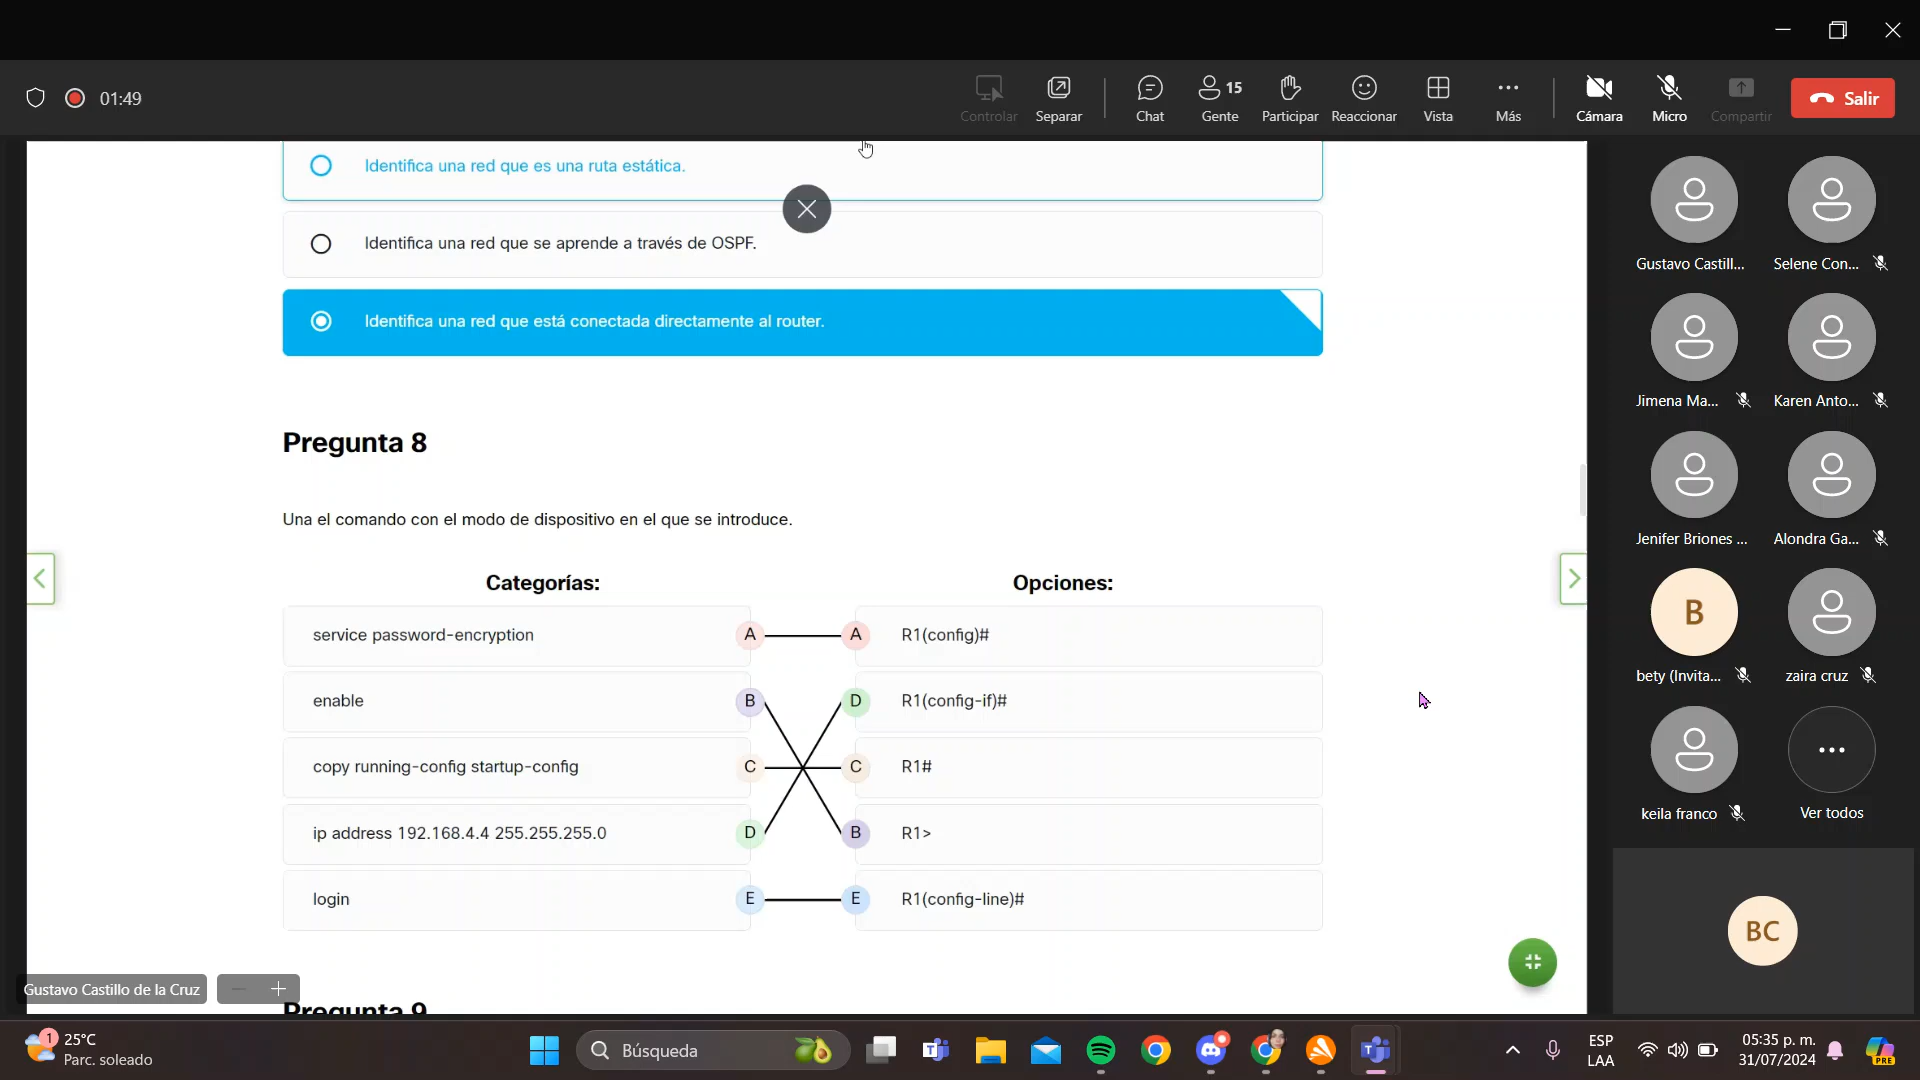 01:49
Controlar
Separar
Chat
15
Gente
Participar
Reaccionar
Vista
Más
Cámara
Micro
Compartir
Salir
Identifica una red que es una ruta estática.
Identifica una red que se aprende a través de OSPF.
Identifica una red que está conectada directamente al router.
Pregunta 8
Una el comando con el modo de dispositivo en el que se introduce.
Categorías: Opciones:
service password-encryption A A R1(config)#
enable B D R1(config-if)#
copy running-config startup-config C C R1#
ip address 192.168.4.4 255.255.255.0 D B R1>
login E E R1(config-line)#
Pregunta 9
Gustavo Castillo de la Cruz
Gustavo Castill...
Selene Con...
Jimena Ma...
Karen Anto...
Jenifer Briones ...
Alondra Ga...
B
bety (Invita...
zaira cruz
keila franco
Ver todos
BC
1
25°C
Parc. soleado
Búsqueda
ESP
LAA
05:35 p. m.
31/07/2024
PRE